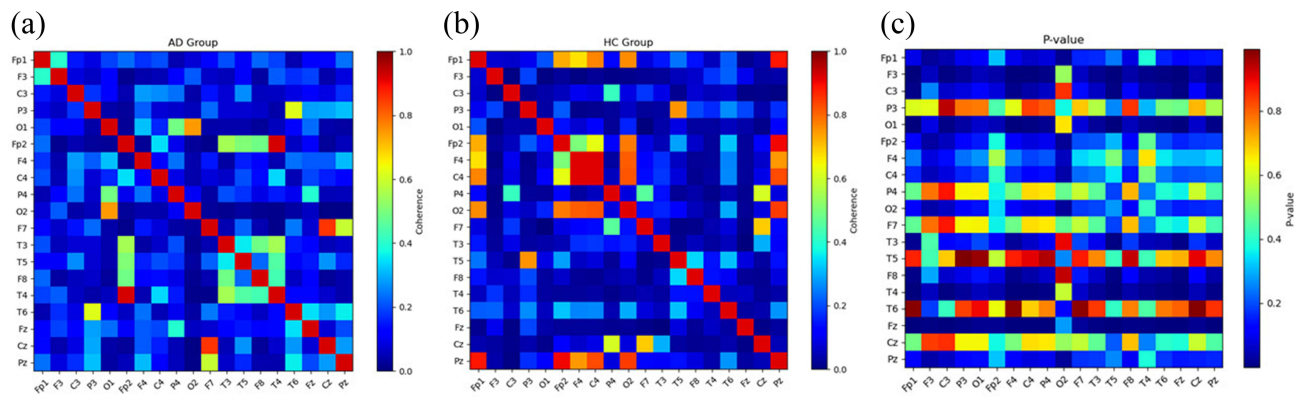 (a)
AD Group
Fp1
F3
C3
P3
O1
Fp2
F4
C4
P4
O2
F7
T3
T5
F8
T4
T6
Fz
Cz
Pz
Fp1 F3 C3 P3 O1 Fp2 F4 C4 P4 O2 F7 T3 T5 F8 T4 T6 Fz Cz Pz
1.0
0.8
0.6
0.4
0.2
0.0
Coherence
(b)
HC Group
Fp1
F3
C3
P3
O1
Fp2
F4
C4
P4
O2
F7
T3
T5
F8
T4
T6
Fz
Cz
Pz
Fp1 F3 C3 P3 O1 Fp2 F4 C4 P4 O2 F7 T3 T5 F8 T4 T6 Fz Cz Pz
1.0
0.8
0.6
0.4
0.2
0.0
Coherence
(c)
P-value
Fp1
F3
C3
P3
O1
Fp2
F4
C4
P4
O2
F7
T3
T5
F8
T4
T6
Fz
Cz
Pz
Fp1 F3 C3 P3 O1 Fp2 F4 C4 P4 O2 F7 T3 T5 F8 T4 T6 Fz Cz Pz
0.8
0.6
0.4
0.2
P-value